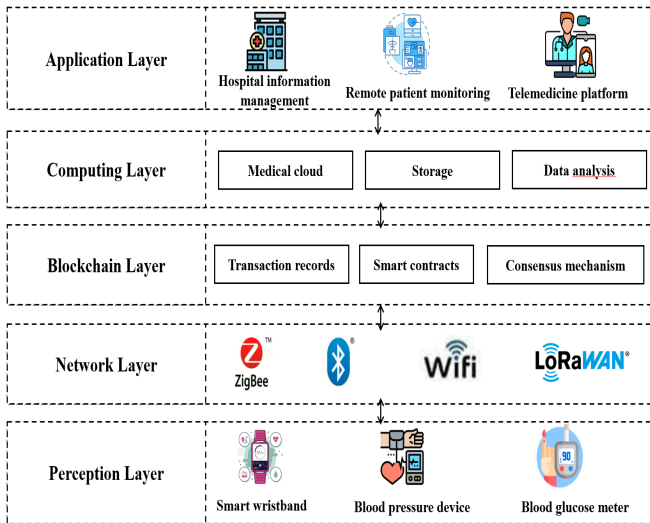 Application Layer
Hospital information
management
Remote patient monitoring
Telemedicine platform
Computing Layer
Medical cloud
Storage
Data analysis
Blockchain Layer
Transaction records
Smart contracts
Consensus mechanism
Network Layer
ZigBee
TM
®
Wifi
LoRaWAN®
Perception Layer
Smart wristband
Blood pressure device
90
Blood glucose meter